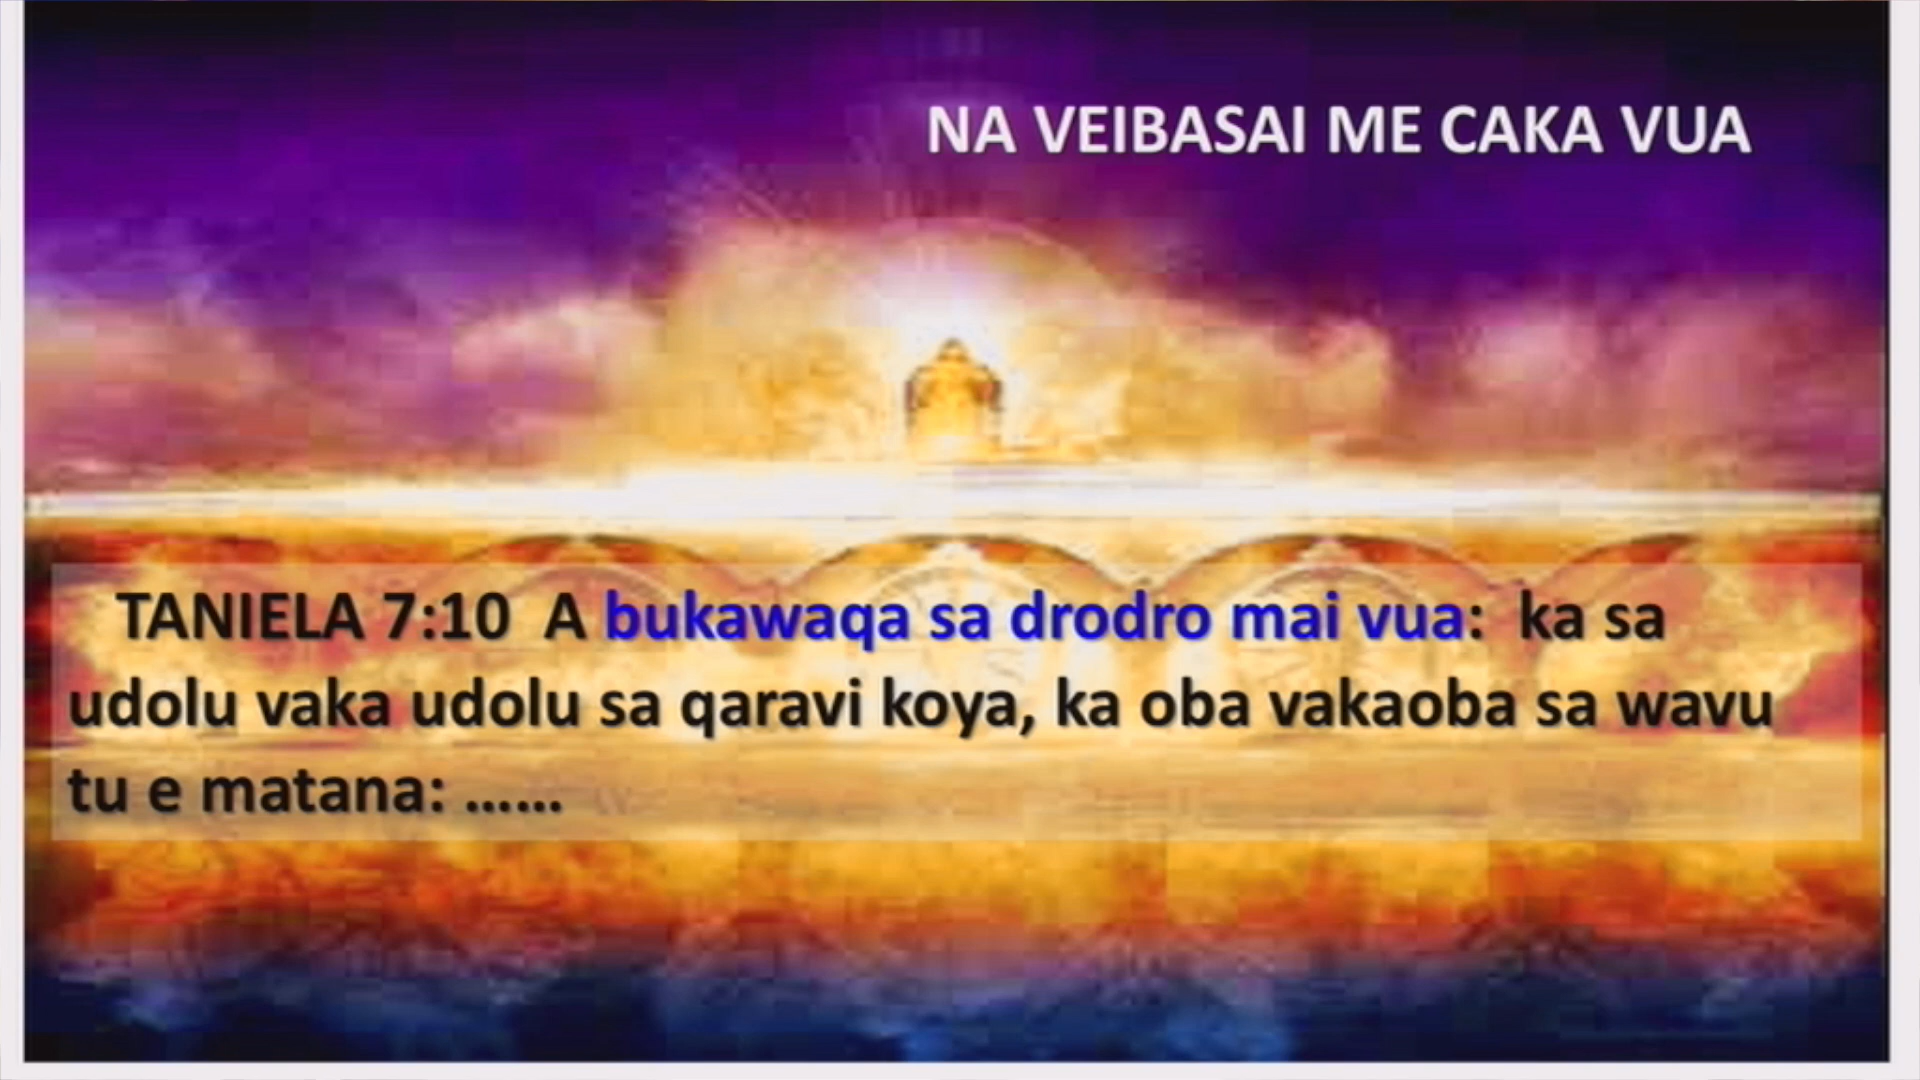 NA VEIBASAI ME CAKA VUA
TANIELA 7:10 A bukawaqa sa drodro mai vua: ka sa
udolu vaka udolu sa qaravi koya, ka oba vakaoba sa wavu
tu e matana: ......